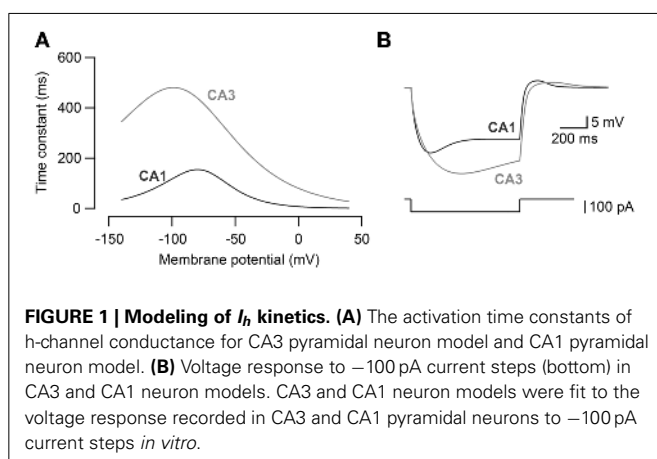 A
B
600
400
200
0
Time constant (ms)
CA3
CA1
-150
-100
-50
0
50
Membrane potential (mV)
CA1
CA3
5 mV
200 ms
100 pA
FIGURE 1 | Modeling of Ih kinetics. (A) The activation time constants of
h-channel conductance for CA3 pyramidal neuron model and CA1 pyramidal
neuron model. (B) Voltage response to −100 pA current steps (bottom) in
CA3 and CA1 neuron models. CA3 and CA1 neuron models were fit to the
voltage response recorded in CA3 and CA1 pyramidal neurons to −100 pA
current steps in vitro.